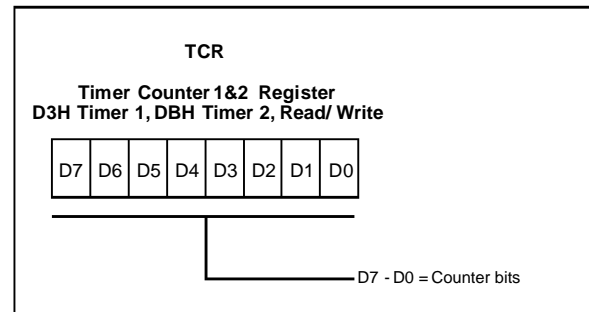 TCR
Timer Counter 1&2 Register
D3H Timer 1, DBH Timer 2, Read/ Write
D7 D6 D5 D4 D3 D2 D1 D0
D7 - D0 = Counter bits